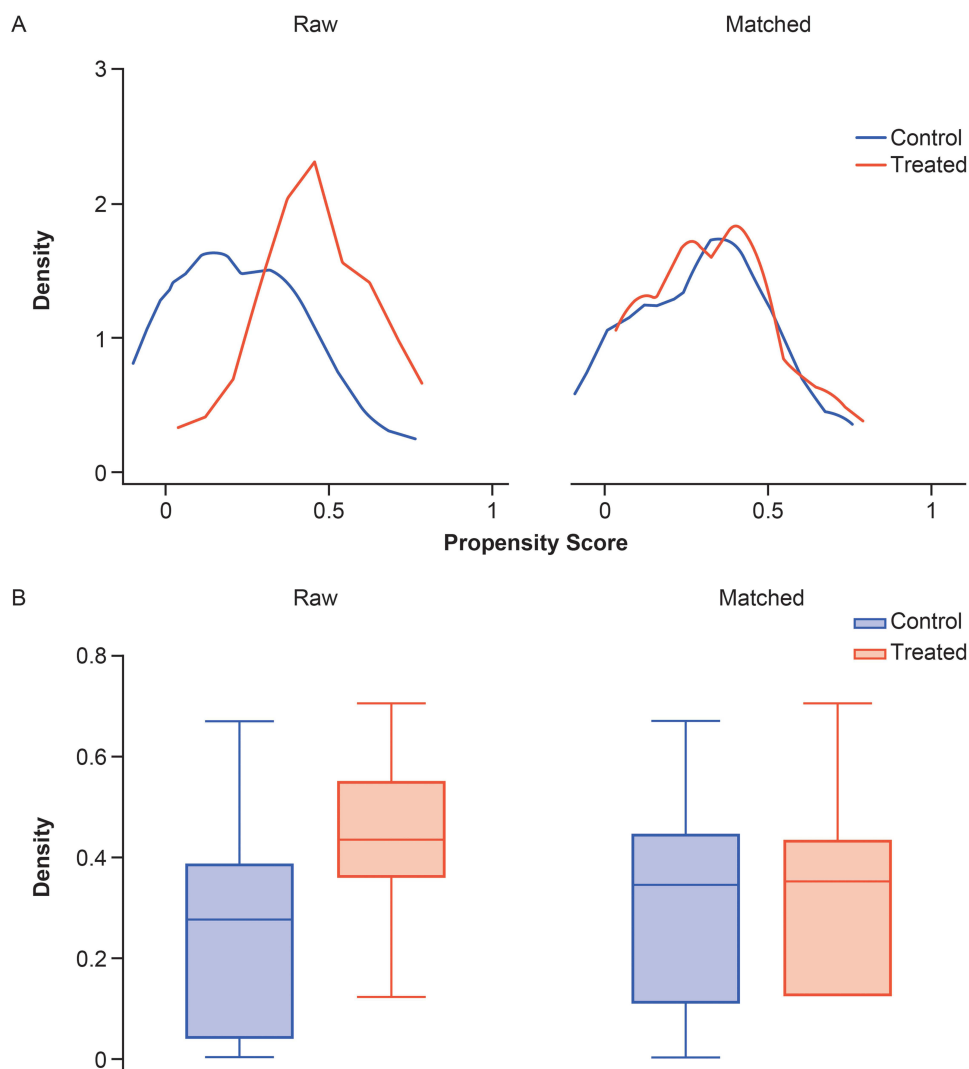 A
Raw
Matched
3
2
1
0
Density
Control
Treated
0
0.5
1
0
0.5
1
Propensity Score
B
Raw
Matched
Control
Treated
0.8
0.6
0.4
0.2
0
Density